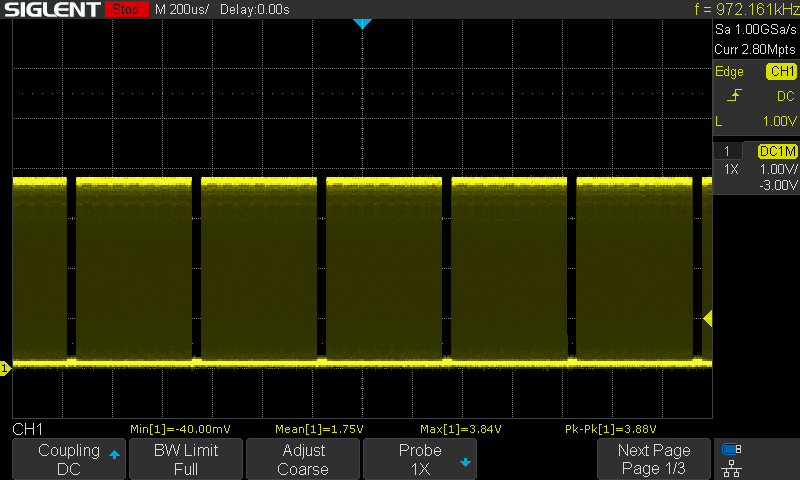 SIGLENT Stop M 200us/ Delay:0.00s f = 972.161kHz
Sa 1.00GSa/s
Curr 2.80Mpts
Edge CH1
DC
L 1.00V
1 DC1M
1X 1.00V/
-3.00V
1
CH1 Min[1]=-40.00mV Mean[1]=1.75V Max[1]=3.84V Pk-Pk[1]=3.88V
Coupling BW Limit Adjust Probe Next Page
DC Full Coarse 1X Page 1/3